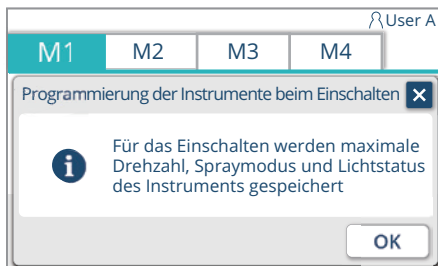 User A
M1 M2 M3 M4
Programmierung der Instrumente beim Einschalten
Für das Einschalten werden maximale
Drehzahl, Spraymodus und Lichtstatus
des Instruments gespeichert
OK